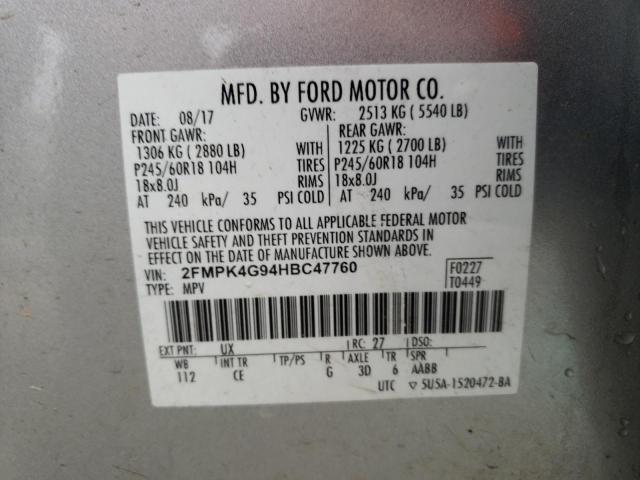 MFD. BY FORD MOTOR CO.
DATE: 08/17 GVWR: 2513 KG ( 5540 LB)
FRONT GAWR: REAR GAWR:
1306 KG ( 2880 LB) WITH 1225 KG ( 2700 LB) WITH
P245/60R18 104H TIRES P245/60R18 104H TIRES
18x8.0J RIMS 18x8.0J RIMS
AT 240 kPa/ 35 PSI COLD AT 240 kPa/ 35 PSI COLD
THIS VEHICLE CONFORMS TO ALL APPLICABLE FEDERAL MOTOR
VEHICLE SAFETY AND THEFT PREVENTION STANDARDS IN
EFFECT ON THE DATE OF MANUFACTURE SHOWN ABOVE.
VIN: 2FMPK4G94HBC47760 F0227
TYPE: MPV T0449
EXT PNT: UX RC: 27 DSO:
WB INT TR TP/PS R AXLE TR SPR
112 CE G 3D 6 AABB
UTC ▽ 5U5A-1520472-BA